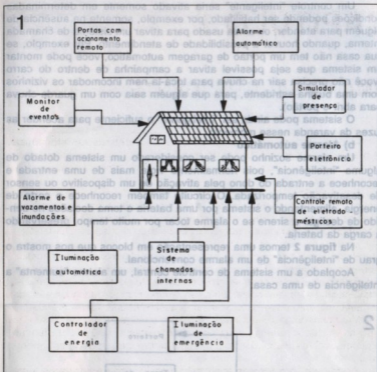 1
Portas com
acionamento
remoto
Alarme
automático
Simulador
de
presença
Monitor
de
eventos
Porteiro
eletrônico
Controle remoto
de eletrodo-
mésticos
Alarme de
vazamentos e
inundações
Iluminação
automática
Sistema
de
chamadas
internas
Controlador
de
energia
Iluminação
de
emergência